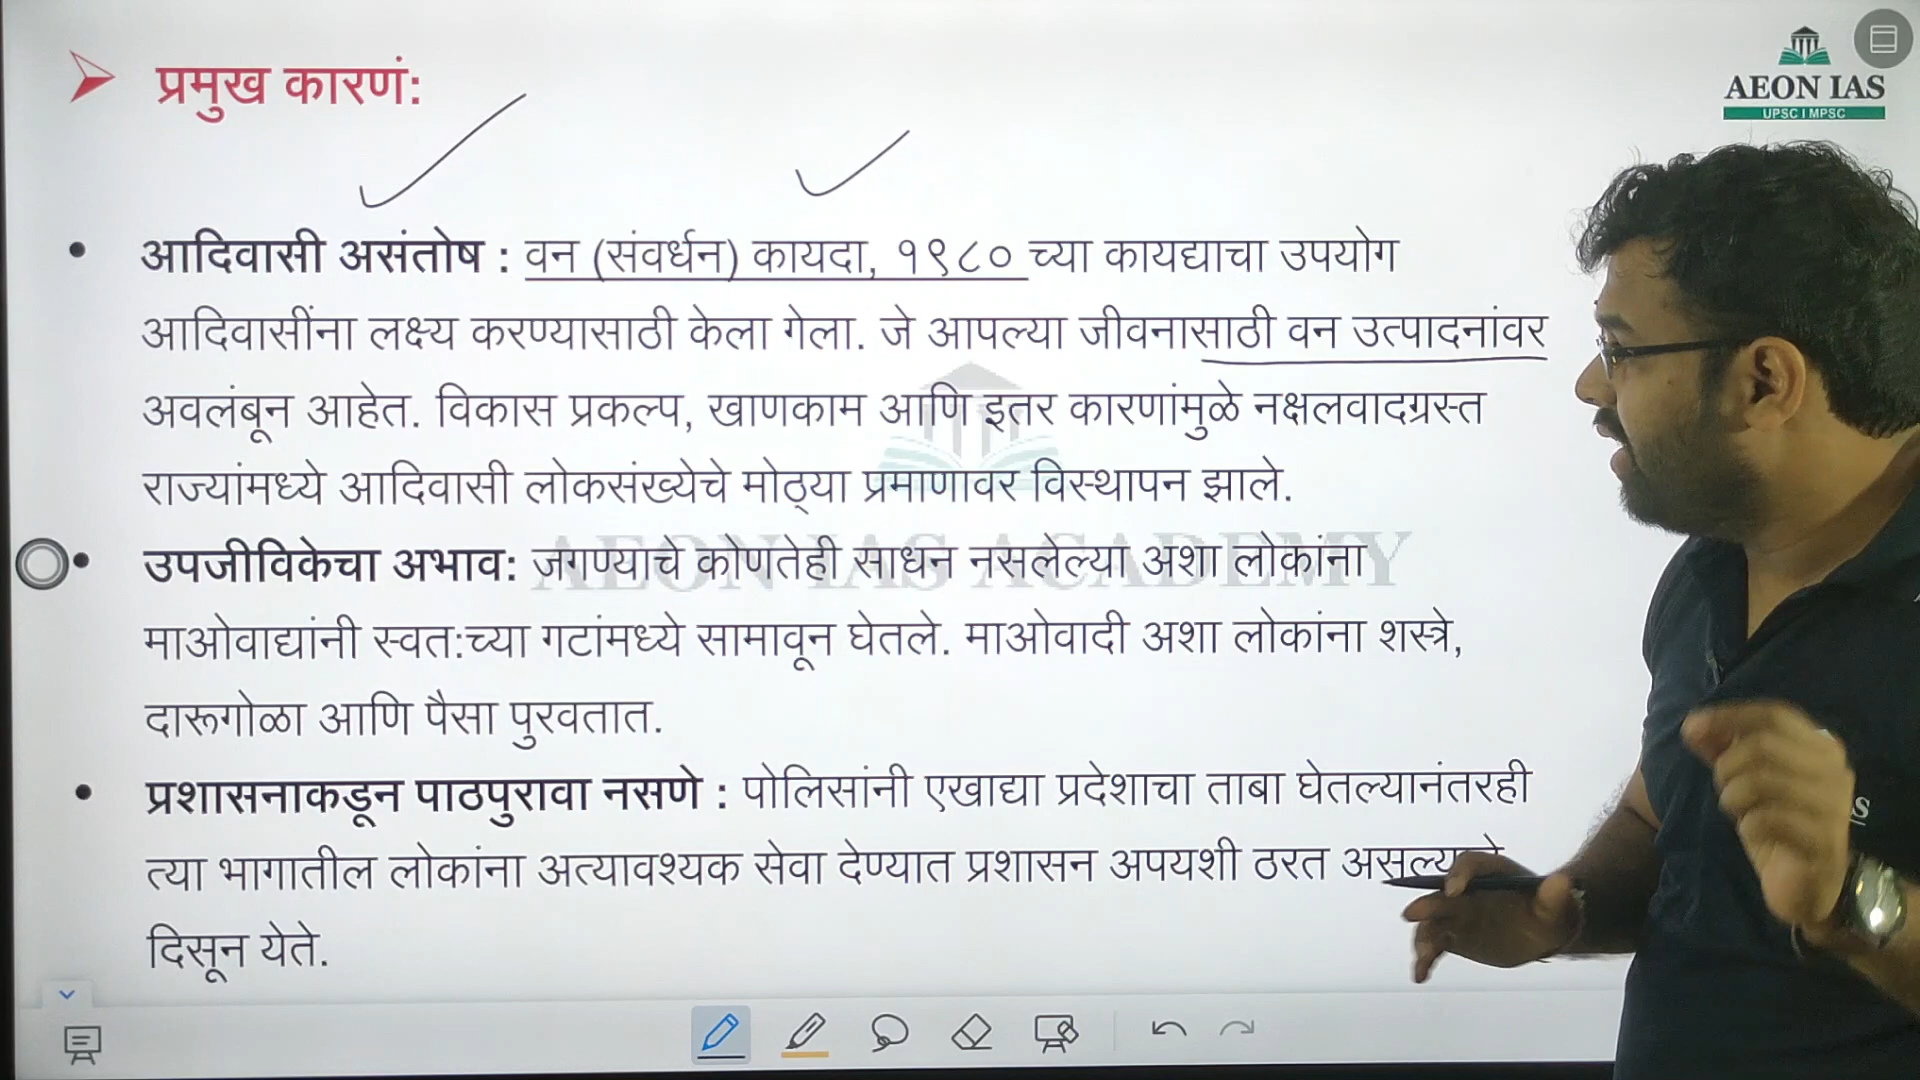 प्रमुख कारणं:
AEON IAS
UPSC | MPSC
• आदिवासी असंतोष : वन (संवर्धन) कायदा, १९८० च्या कायद्याचा उपयोग
आदिवासींना लक्ष्य करण्यासाठी केला गेला. जे आपल्या जीवनासाठी वन उत्पादनांवर
अवलंबून आहेत. विकास प्रकल्प, खाणकाम आणि इतर कारणांमुळे नक्षलवादग्रस्त
राज्यांमध्ये आदिवासी लोकसंख्येचे मोठ्या प्रमाणावर विस्थापन झाले.
• उपजीविकेचा अभाव: जगण्याचे कोणतेही साधन नसलेल्या अशा लोकांना
AEON IAS ACADEMY
माओवाद्यांनी स्वत:च्या गटांमध्ये सामावून घेतले. माओवादी अशा लोकांना शस्त्रे,
दारूगोळा आणि पैसा पुरवतात.
• प्रशासनाकडून पाठपुरावा नसणे : पोलिसांनी एखाद्या प्रदेशाचा ताबा घेतल्यानंतरही
त्या भागातील लोकांना अत्यावश्यक सेवा देण्यात प्रशासन अपयशी ठरत
दिसून येते.